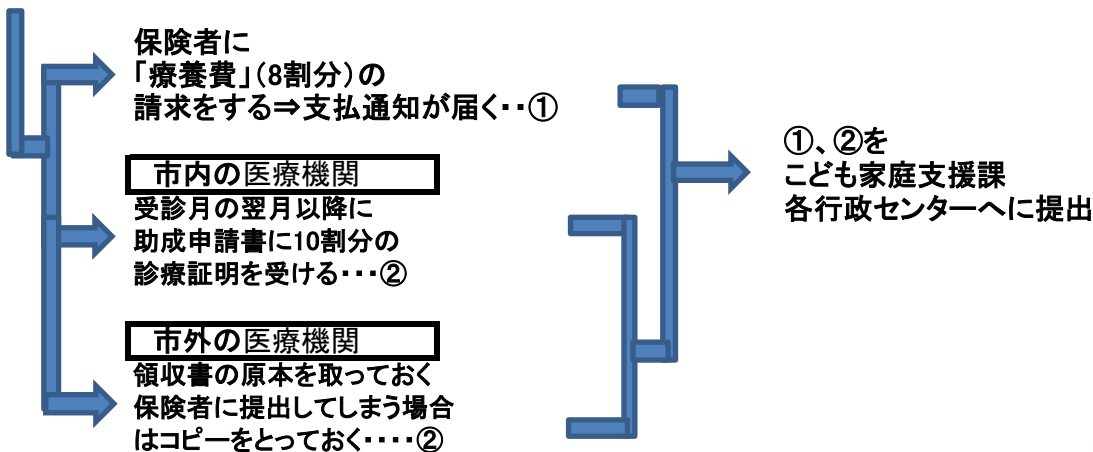 保険者に
「療養費」(8割分)の
請求をする⇒支払通知が届く・・①
市内の医療機関
受診月の翌月以降に
助成申請書に10割分の
診療証明を受ける・・・②
市外の医療機関
領収書の原本を取っておく
保険者に提出してしまう場合
はコピーをとっておく・・・・②
①、②を
こども家庭支援課
各行政センターへに提出